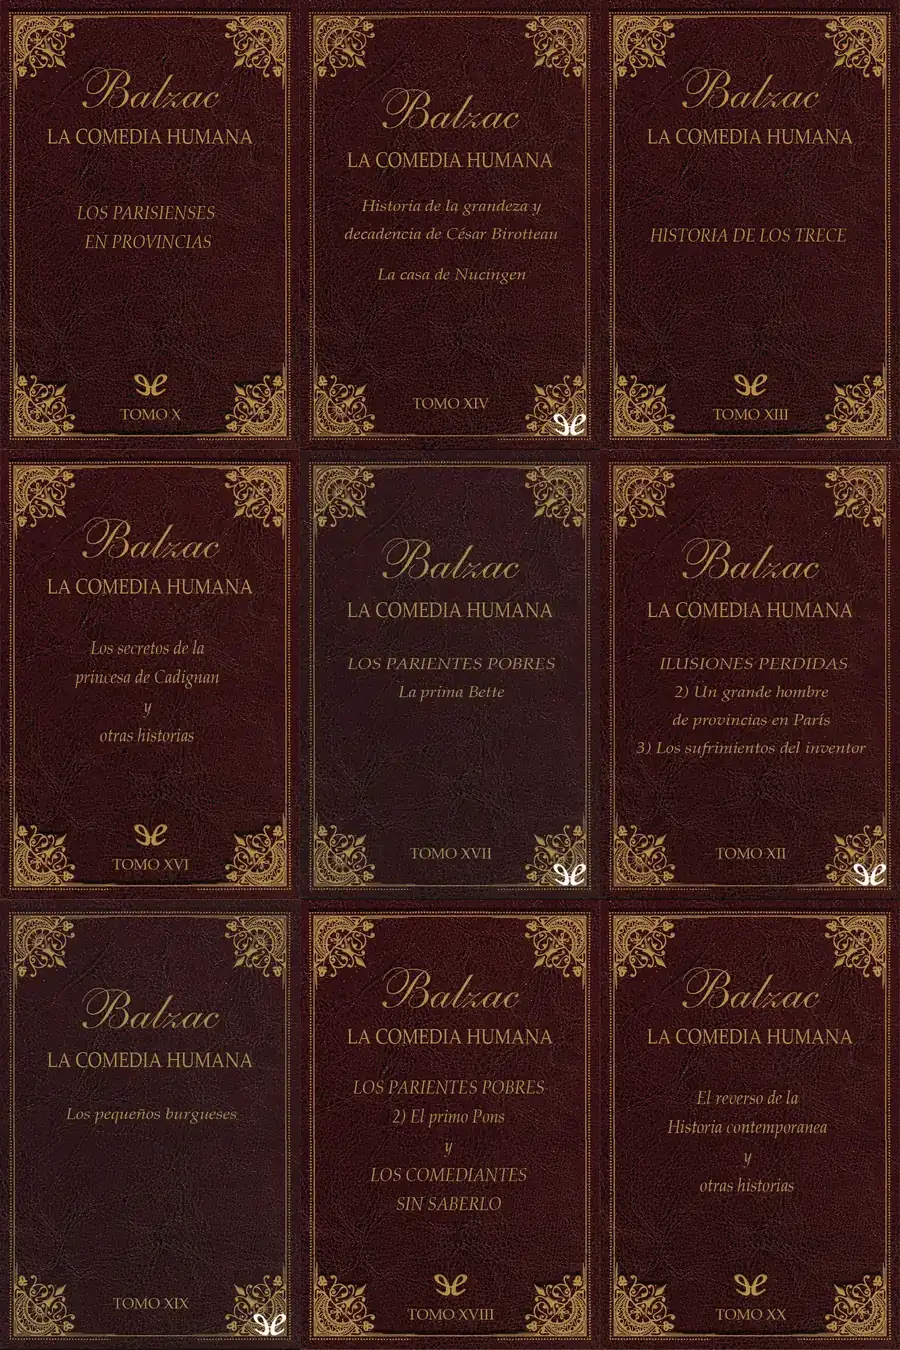 Balzac
LA COMEDIA HUMANA
LOS PARISIENSES
EN PROVINCIAS
TOMO X
Balzac
LA COMEDIA HUMANA
Historia de la grandeza y
decadencia de César Birotteau
La casa de Nucingen
TOMO XIV
Balzac
LA COMEDIA HUMANA
HISTORIA DE LOS TRECE
TOMO XIII
Balzac
LA COMEDIA HUMANA
Los secretos de la
princesa de Cadignan
y
otras historias
TOMO XVI
Balzac
LA COMEDIA HUMANA
LOS PARIENTES POBRES
La prima Bette
TOMO XVII
Balzac
LA COMEDIA HUMANA
ILUSIONES PERDIDAS
2) Un grande hombre
de provincias en París
3) Los sufrimientos del inventor
TOMO XII
Balzac
LA COMEDIA HUMANA
Los pequeños burgueses
TOMO XIX
Balzac
LA COMEDIA HUMANA
LOS PARIENTES POBRES
2) El primo Pons
y
LOS COMEDIANTES
SIN SABERLO
TOMO XVIII
Balzac
LA COMEDIA HUMANA
El reverso de la
Historia contemporanea
y
otras historias
TOMO XX